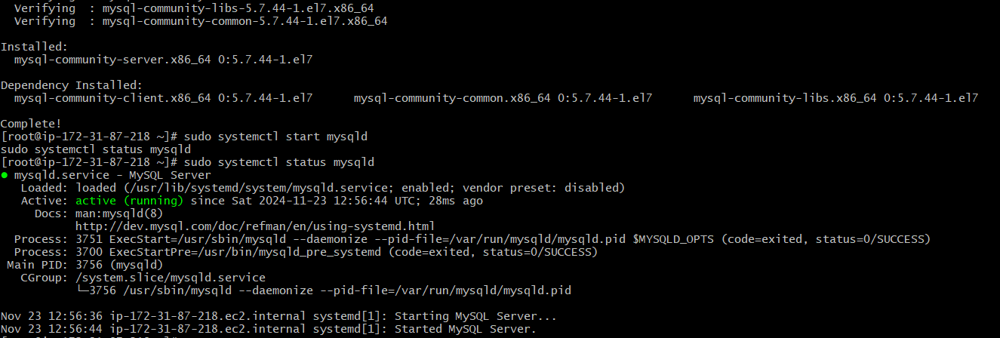 Verifying  : mysql-community-libs-5.7.44-1.el7.x86_64
Verifying  : mysql-community-common-5.7.44-1.el7.x86_64
Installed:
mysql-community-server.x86_64 0:5.7.44-1.el7
Dependency Installed:
mysql-community-client.x86_64 0:5.7.44-1.el7      mysql-community-common.x86_64 0:5.7.44-1.el7      mysql-community-libs.x86_64 0:5.7.44-1.el7
Complete!
[root@ip-172-31-87-218 ~]# sudo systemctl start mysqld
sudo systemctl status mysqld
[root@ip-172-31-87-218 ~]# sudo systemctl status mysqld
● mysqld.service - MySQL Server
Loaded: loaded (/usr/lib/systemd/system/mysqld.service; enabled; vendor preset: disabled)
Active: active (running) since Sat 2024-11-23 12:56:44 UTC; 28ms ago
Docs: man:mysqld(8)
http://dev.mysql.com/doc/refman/en/using-systemd.html
Process: 3751 ExecStart=/usr/sbin/mysqld --daemonize --pid-file=/var/run/mysqld/mysqld.pid $MYSQLD_OPTS (code=exited, status=0/SUCCESS)
Process: 3700 ExecStartPre=/usr/bin/mysqld_pre_systemd (code=exited, status=0/SUCCESS)
Main PID: 3756 (mysqld)
CGroup: /system.slice/mysqld.service
└─3756 /usr/sbin/mysqld --daemonize --pid-file=/var/run/mysqld/mysqld.pid
Nov 23 12:56:36 ip-172-31-87-218.ec2.internal systemd[1]: Starting MySQL Server...
Nov 23 12:56:44 ip-172-31-87-218.ec2.internal systemd[1]: Started MySQL Server.